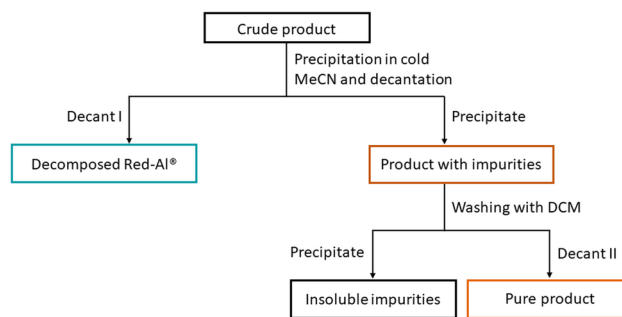 Crude product
Precipitation in cold
MeCN and decantation
Decant I
Precipitate
Decomposed Red-Al®
Product with impurities
Washing with DCM
Precipitate
Decant II
Insoluble impurities
Pure product